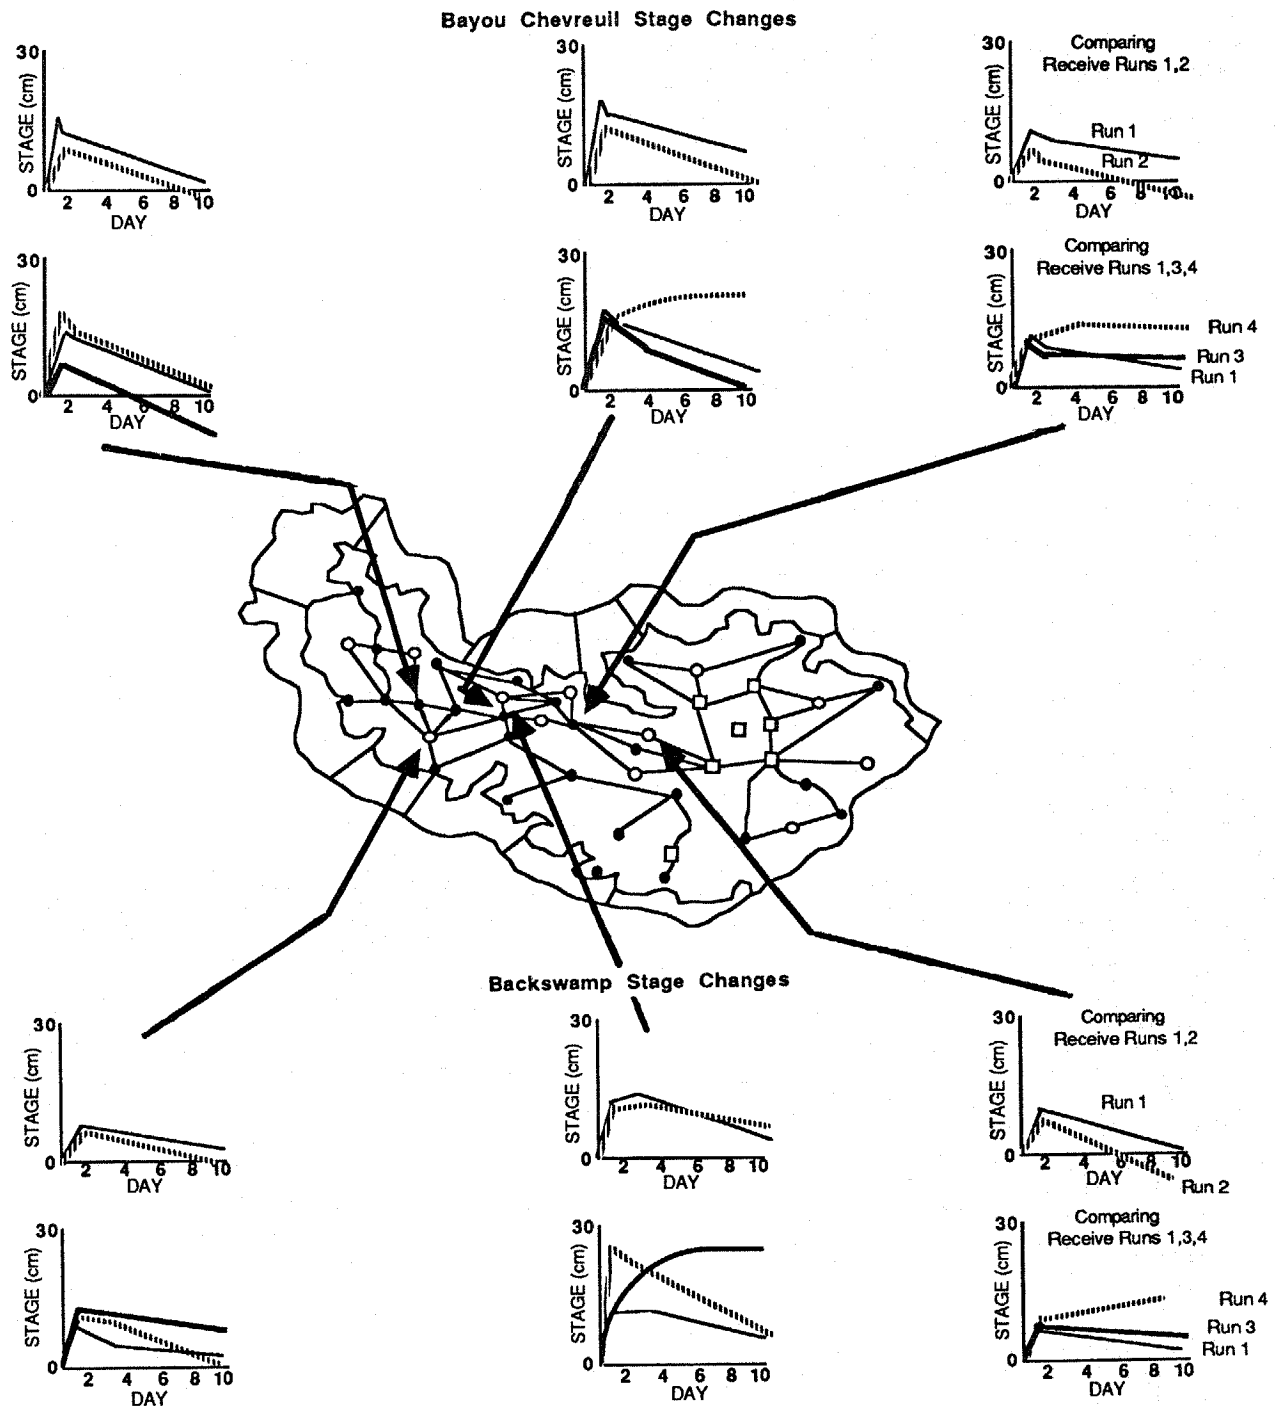 Bayou Chevreuil Stage Changes
30
STAGE (cm)
0
2 4 6 8 10
DAY
30
STAGE (cm)
0
2 4 6 8 10
DAY
30
Comparing
Receive Runs 1,2
STAGE (cm)
Run 1
Run 2
0
2 4 6 8 10
DAY
30
STAGE (cm)
0
2 4 6 8 10
DAY
30
STAGE (cm)
0
2 4 6 8 10
DAY
30
Comparing
Receive Runs 1,3,4
STAGE (cm)
Run 4
Run 3
Run 1
0
2 4 6 8 10
DAY
Backswamp Stage Changes
30
STAGE (cm)
0
2 4 6 8 10
DAY
30
STAGE (cm)
0
2 4 6 8 10
DAY
30
Comparing
Receive Runs 1,2
STAGE (cm)
Run 1
0
2 4 6 8 10
DAY
Run 2
30
STAGE (cm)
0
2 4 6 8 10
DAY
30
STAGE (cm)
0
2 4 6 8 10
DAY
30
Comparing
Receive Runs 1,3,4
STAGE (cm)
Run 4
Run 3
Run 1
0
2 4 6 8 10
DAY